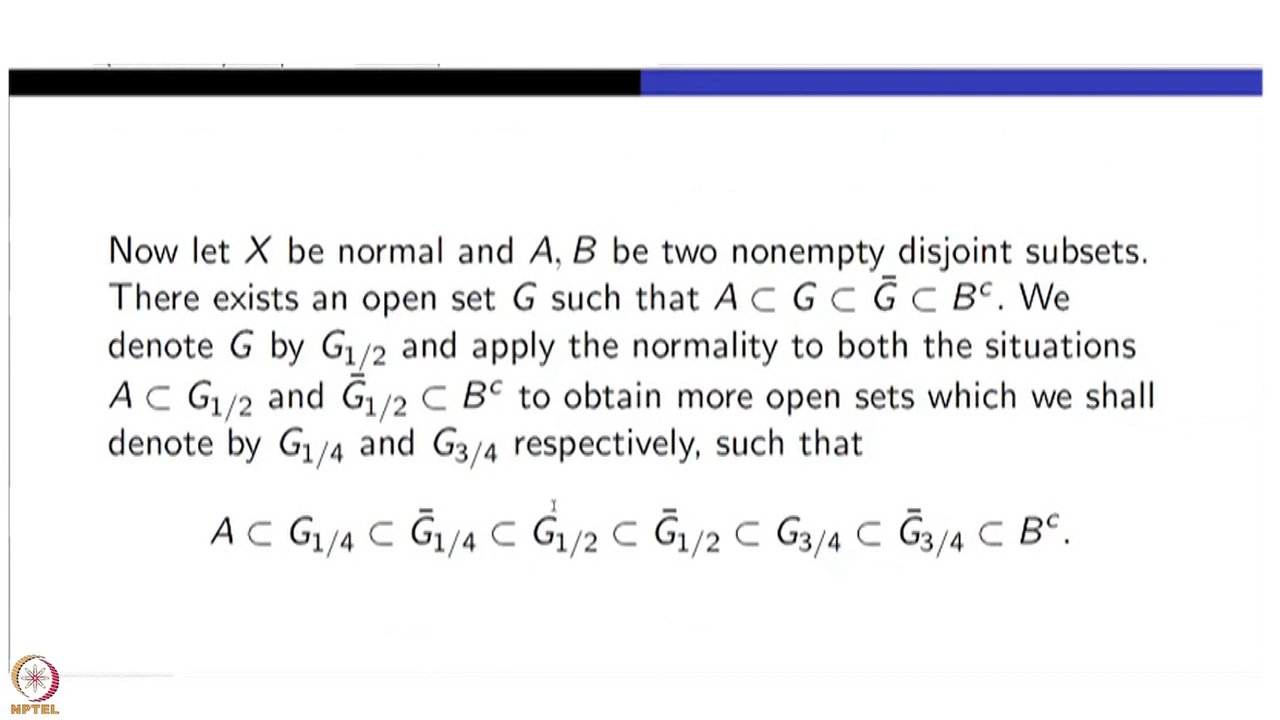 Now let X be normal and A, B be two nonempty disjoint subsets.
There exists an open set G such that A ⊂ G ⊂ Ḡ ⊂ Bᶜ. We
denote G by G_{1/2} and apply the normality to both the situations
A ⊂ G_{1/2} and Ḡ_{1/2} ⊂ Bᶜ to obtain more open sets which we shall
denote by G_{1/4} and G_{3/4} respectively, such that
A ⊂ G_{1/4} ⊂ Ḡ_{1/4} ⊂ G_{1/2} ⊂ Ḡ_{1/2} ⊂ G_{3/4} ⊂ Ḡ_{3/4} ⊂ Bᶜ.
NPTEL